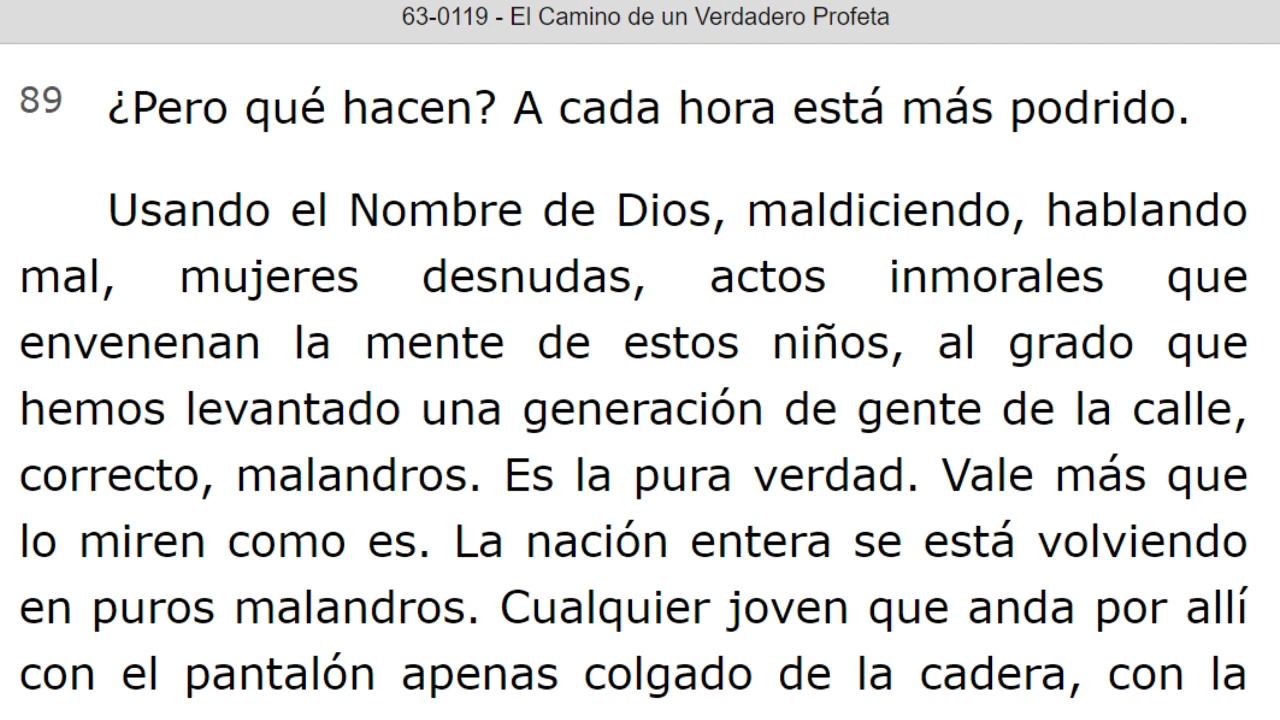 63-0119 - El Camino de un Verdadero Profeta
89 ¿Pero qué hacen? A cada hora está más podrido.
Usando el Nombre de Dios, maldiciendo, hablando
mal, mujeres desnudas, actos inmorales que
envenenan la mente de estos niños, al grado que
hemos levantado una generación de gente de la calle,
correcto, malandros. Es la pura verdad. Vale más que
lo miren como es. La nación entera se está volviendo
en puros malandros. Cualquier joven que anda por allí
con el pantalón apenas colgado de la cadera, con la